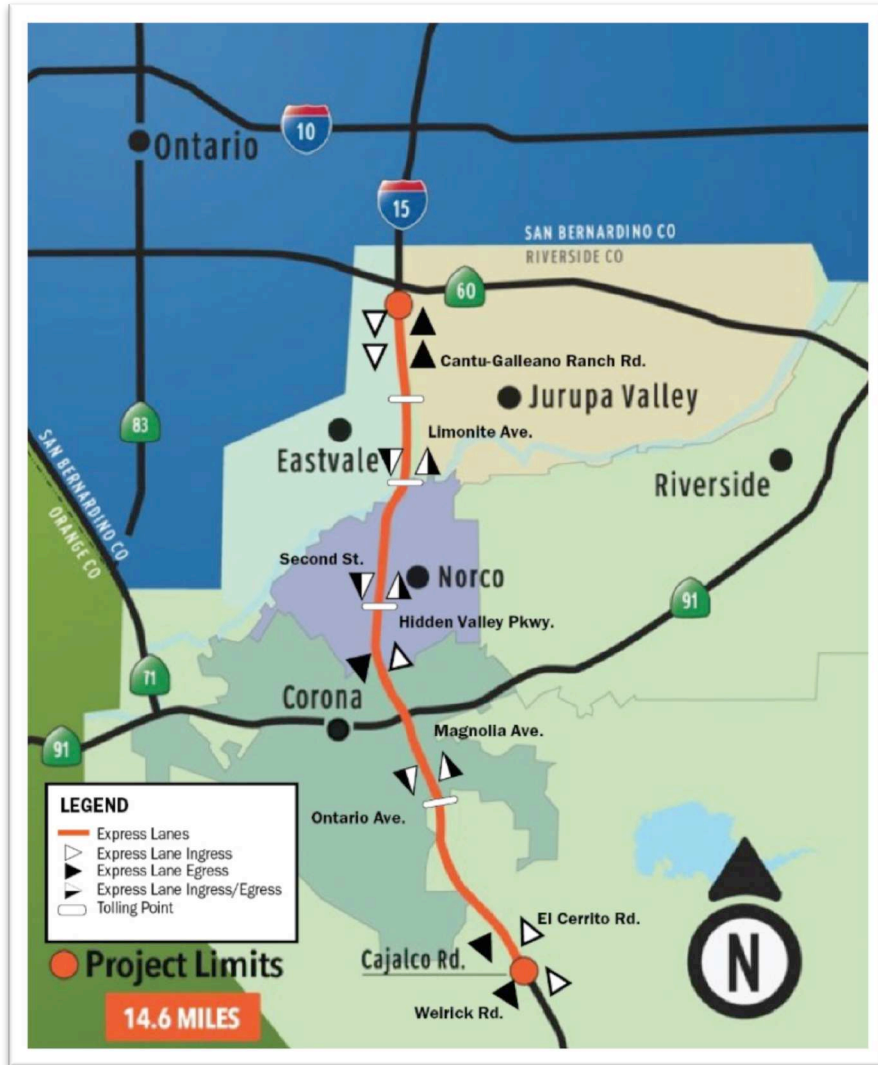 10
Ontario
15
SAN BERNARDINO CO
RIVERSIDE CO
60
Cantu-Galleano Ranch Rd.
Jurupa Valley
83
Limonite Ave.
Eastvale
Riverside
SAN BERNARDINO CO
ORANGE CO
Second St.
Norco
91
Hidden Valley Pkwy.
71
Corona
91
Magnolia Ave.
LEGEND
Express Lanes
Express Lane Ingress
Express Lane Egress
Express Lane Ingress/Egress
Tolling Point
Ontario Ave.
El Cerrito Rd.
Cajalco Rd.
N
Project Limits
Weirick Rd.
14.6 MILES